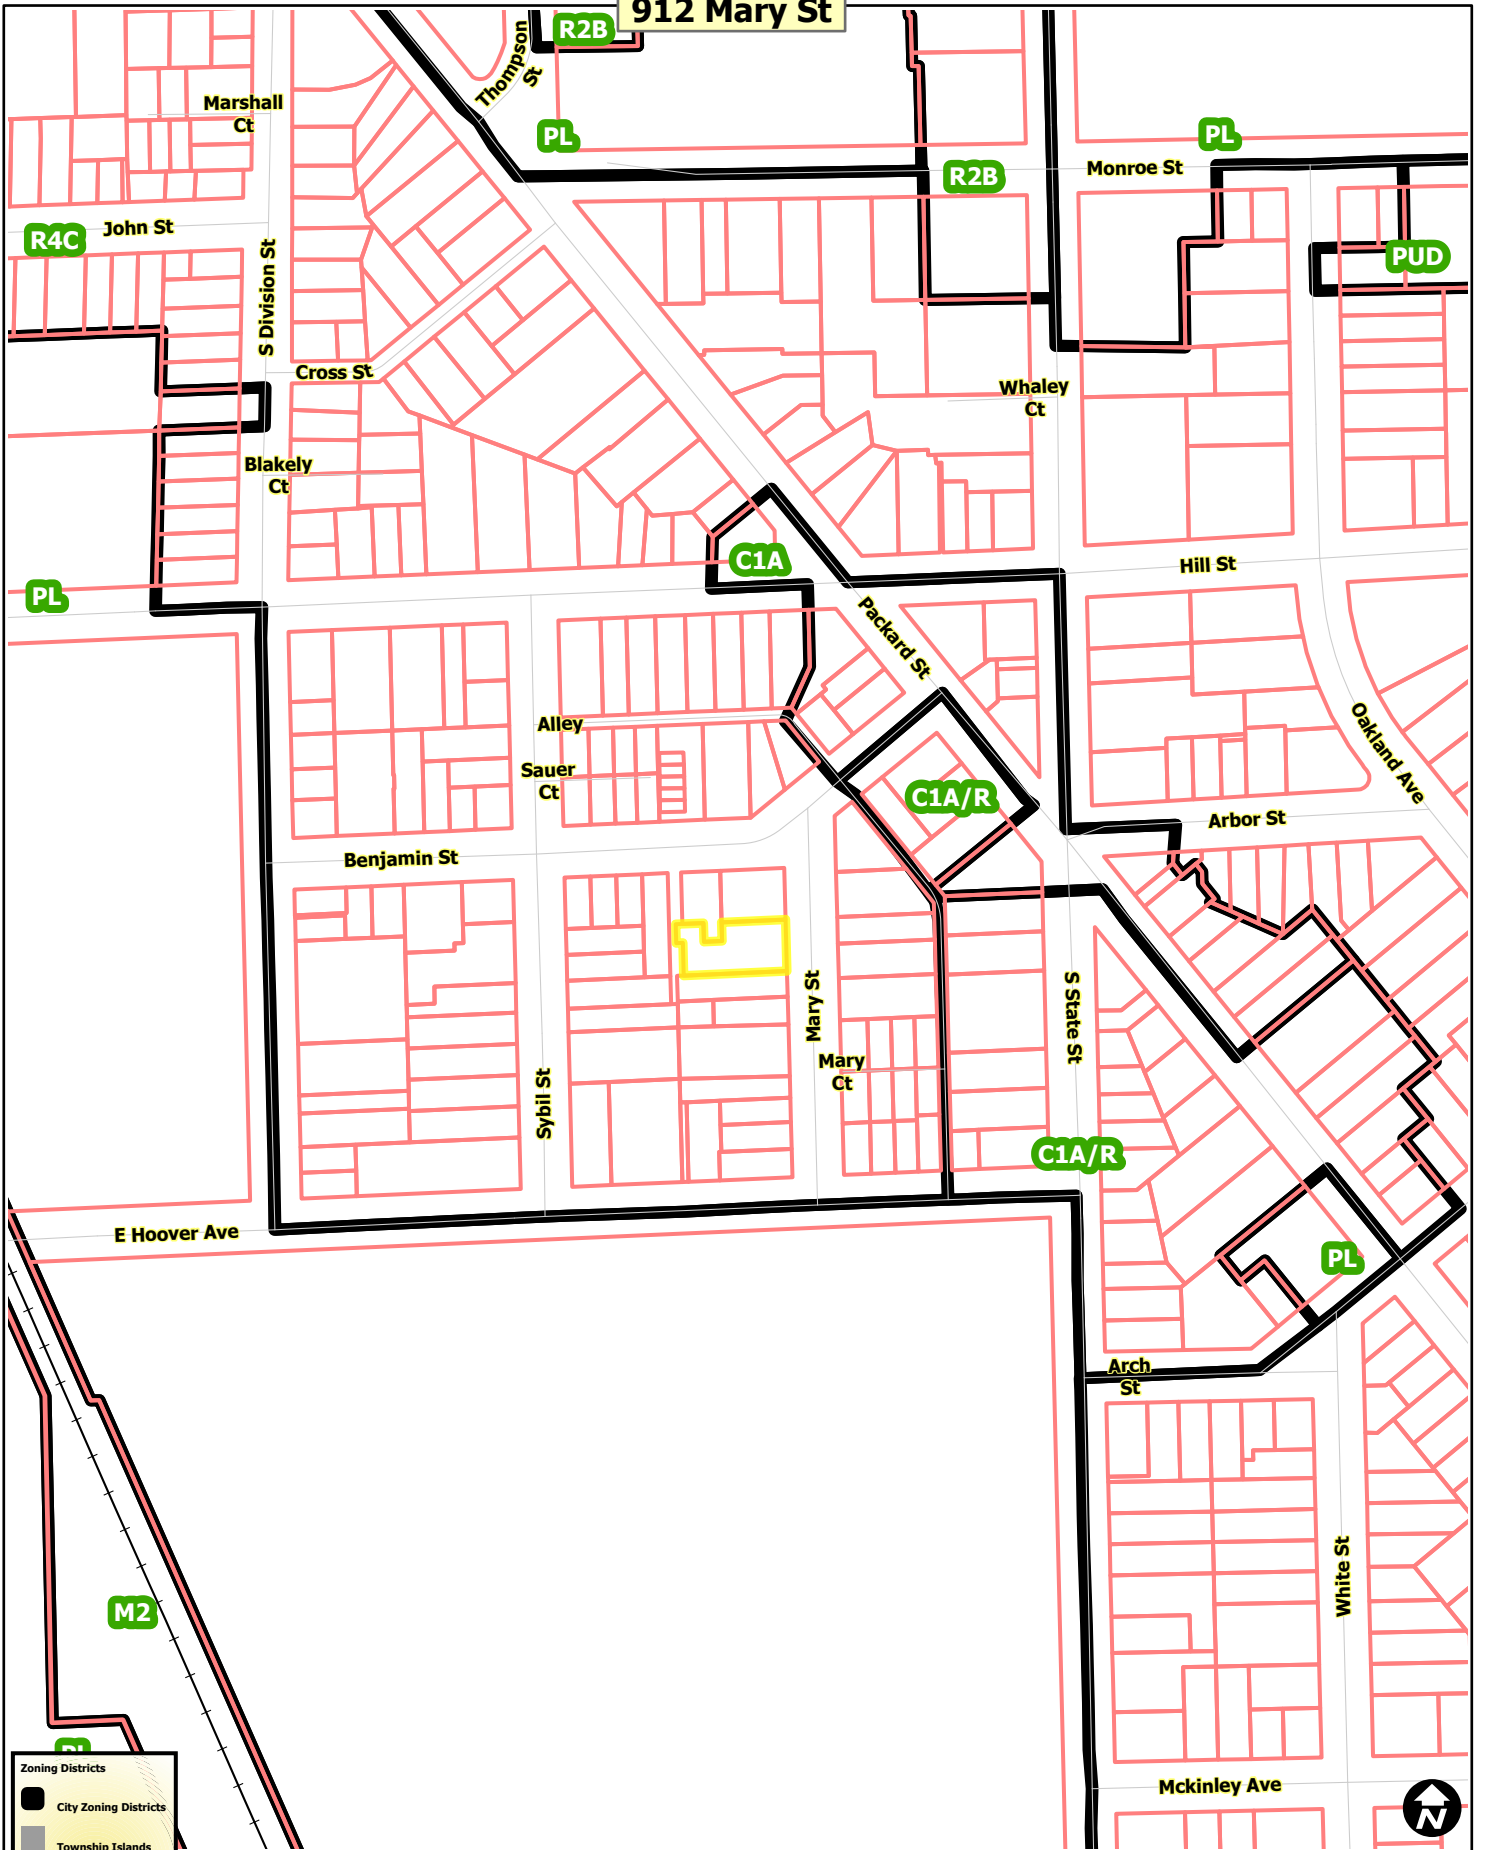 912 Mary St
R2B
Thompson
St
Marshall
Ct
PL
PL
Monroe St
R2B
John St
R4C
PUD
S Division St
Cross St
Whaley
Ct
Blakely
Ct
C1A
Hill St
PL
Packard St
Alley
Oakland Ave
Sauer
Ct
C1A/R
Arbor St
Benjamin St
Mary St
S State St
Mary
Ct
Sybil St
C1A/R
E Hoover Ave
PL
Arch
St
White St
M2
PL
Zoning Districts
City Zoning Districts
Township Islands
Mckinley Ave
N